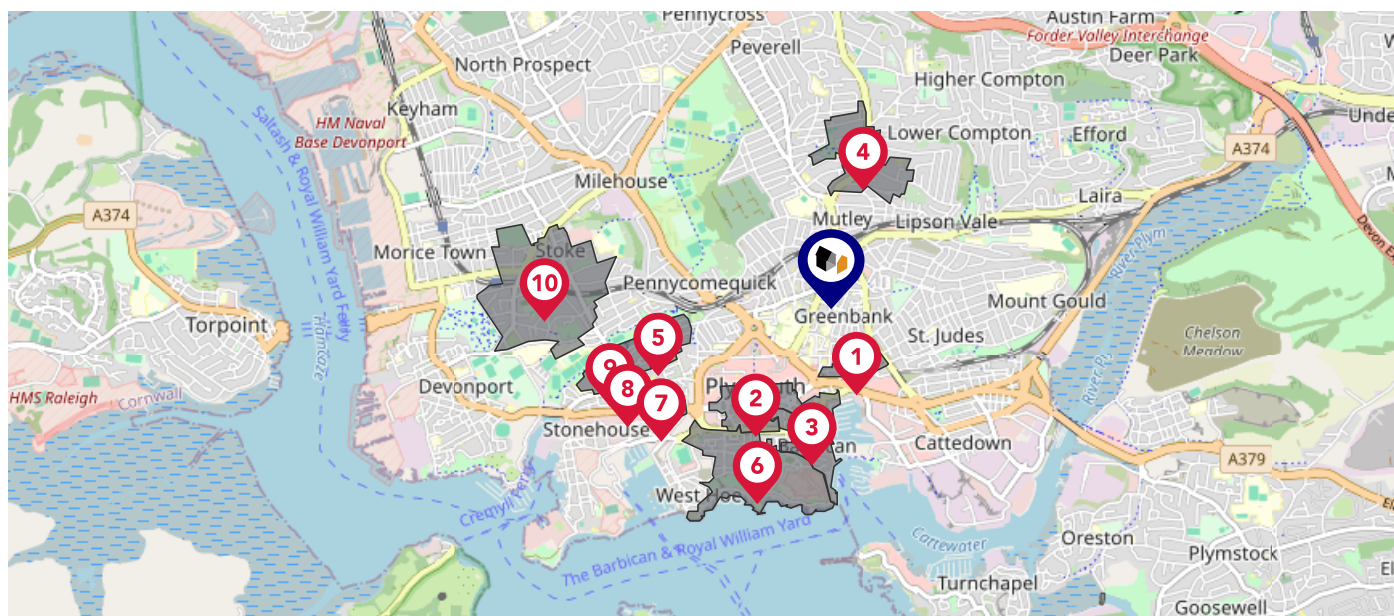 Pennycross
Austin Farm
Forder Valley Interchange
Deer Park
Peverell
North Prospect
Higher Compton
Keyham
HM Naval
Base Devonport
Lower Compton
Efford
A374
4
Milehouse
Laira
Saltash & Royal William Yard Ferry
A374
Mutley
Lipson Vale
Morice Town
Stoke
River Plym
10
Pennycomequick
Mount Gould
Greenbank
Torpoint
Hamoaze
St. Judes
Chelson
Meadow
5
1
9
8
7
Devonport
2
HMS Raleigh
Cornwall
3
Stonehouse
Cattedown
A379
6
Cremyll Ferry
The Barbican & Royal William Yard
Cattewater
Oreston
Plymstock
Turnchapel
Goosewell